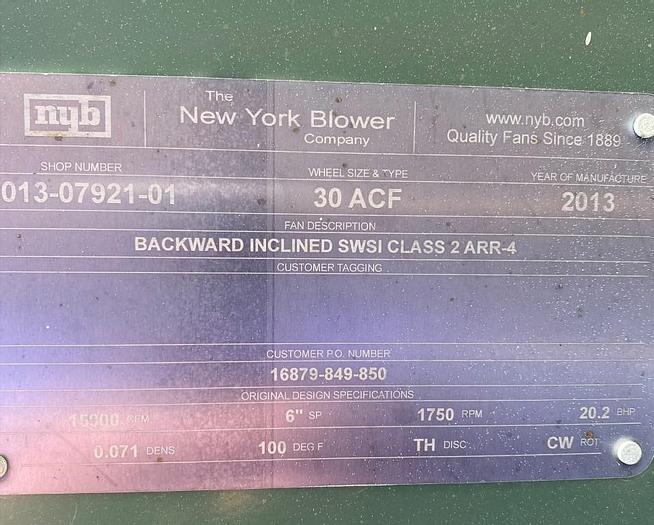 nyb
The
New York Blower
Company
www.nyb.com
Quality Fans Since 1889
SHOP NUMBER WHEEL SIZE & TYPE YEAR OF MANUFACTURE
013-07921-01 30 ACF 2013
FAN DESCRIPTION
BACKWARD INCLINED SWSI CLASS 2 ARR-4
CUSTOMER TAGGING
CUSTOMER P.O. NUMBER
16879-849-850
ORIGINAL DESIGN SPECIFICATIONS
CFM 6" SP 1750 RPM 20.2 BHP
0.071 DENS 100 DEG F TH DISC CW ROT